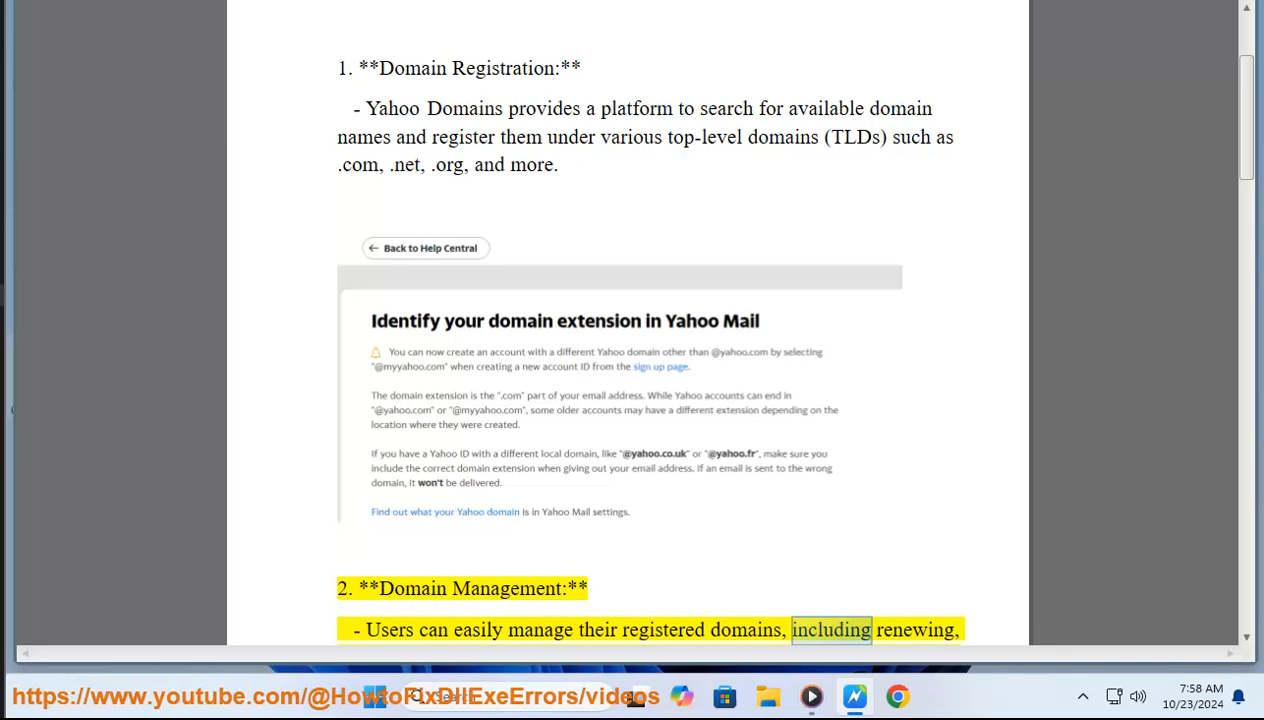 1. **Domain Registration:**
- Yahoo Domains provides a platform to search for available domain
names and register them under various top-level domains (TLDs) such as
.com, .net, .org, and more.
← Back to Help Central
Identify your domain extension in Yahoo Mail
You can now create an account with a different Yahoo domain other than @yahoo.com by selecting
"@myyahoo.com" when creating a new account ID from the sign up page.
The domain extension is the ".com" part of your email address. While Yahoo accounts can end in
"@yahoo.com" or "@myyahoo.com", some older accounts may have a different extension depending on the
location where they were created.
If you have a Yahoo ID with a different local domain, like "@yahoo.co.uk" or "@yahoo.fr", make sure you
include the correct domain extension when giving out your email address. If an email is sent to the wrong
domain, it won't be delivered.
Find out what your Yahoo domain is in Yahoo Mail settings.
2. **Domain Management:**
- Users can easily manage their registered domains, including renewing,
https://www.youtube.com/@HowtoFixDllExeErrors/videos
Search
7:58 AM
10/23/2024